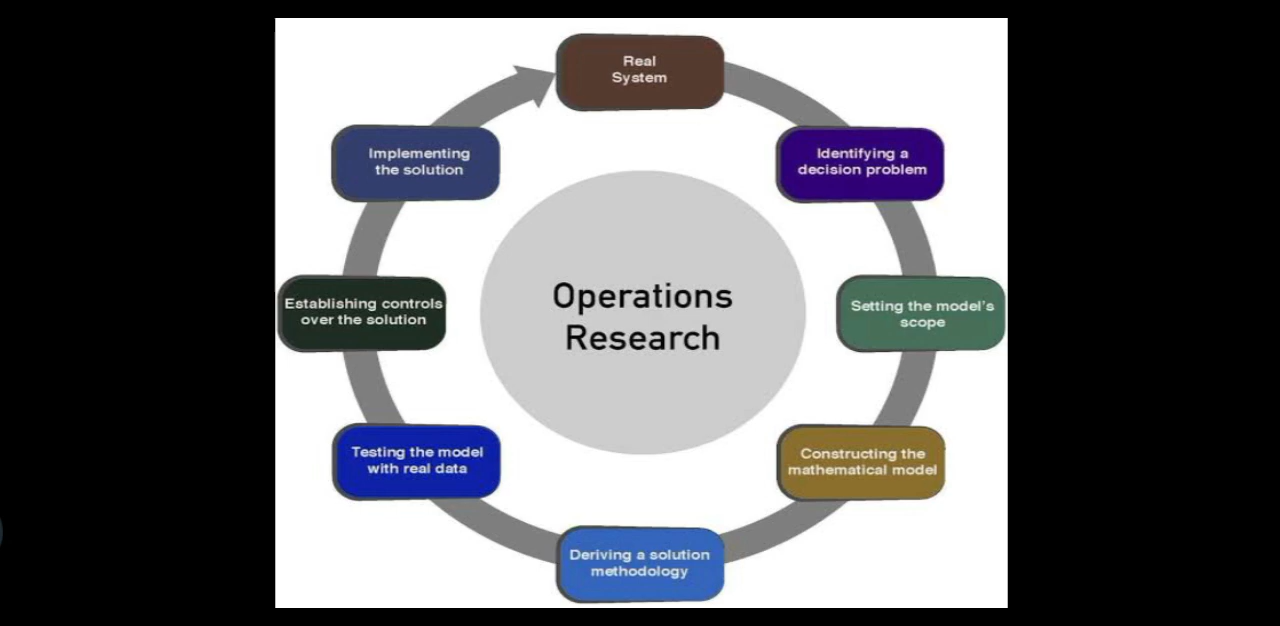 Real
System
Identifying a
decision problem
Setting the model's
scope
Constructing the
mathematical model
Deriving a solution
methodology
Testing the model
with real data
Establishing controls
over the solution
Implementing
the solution
Operations
Research